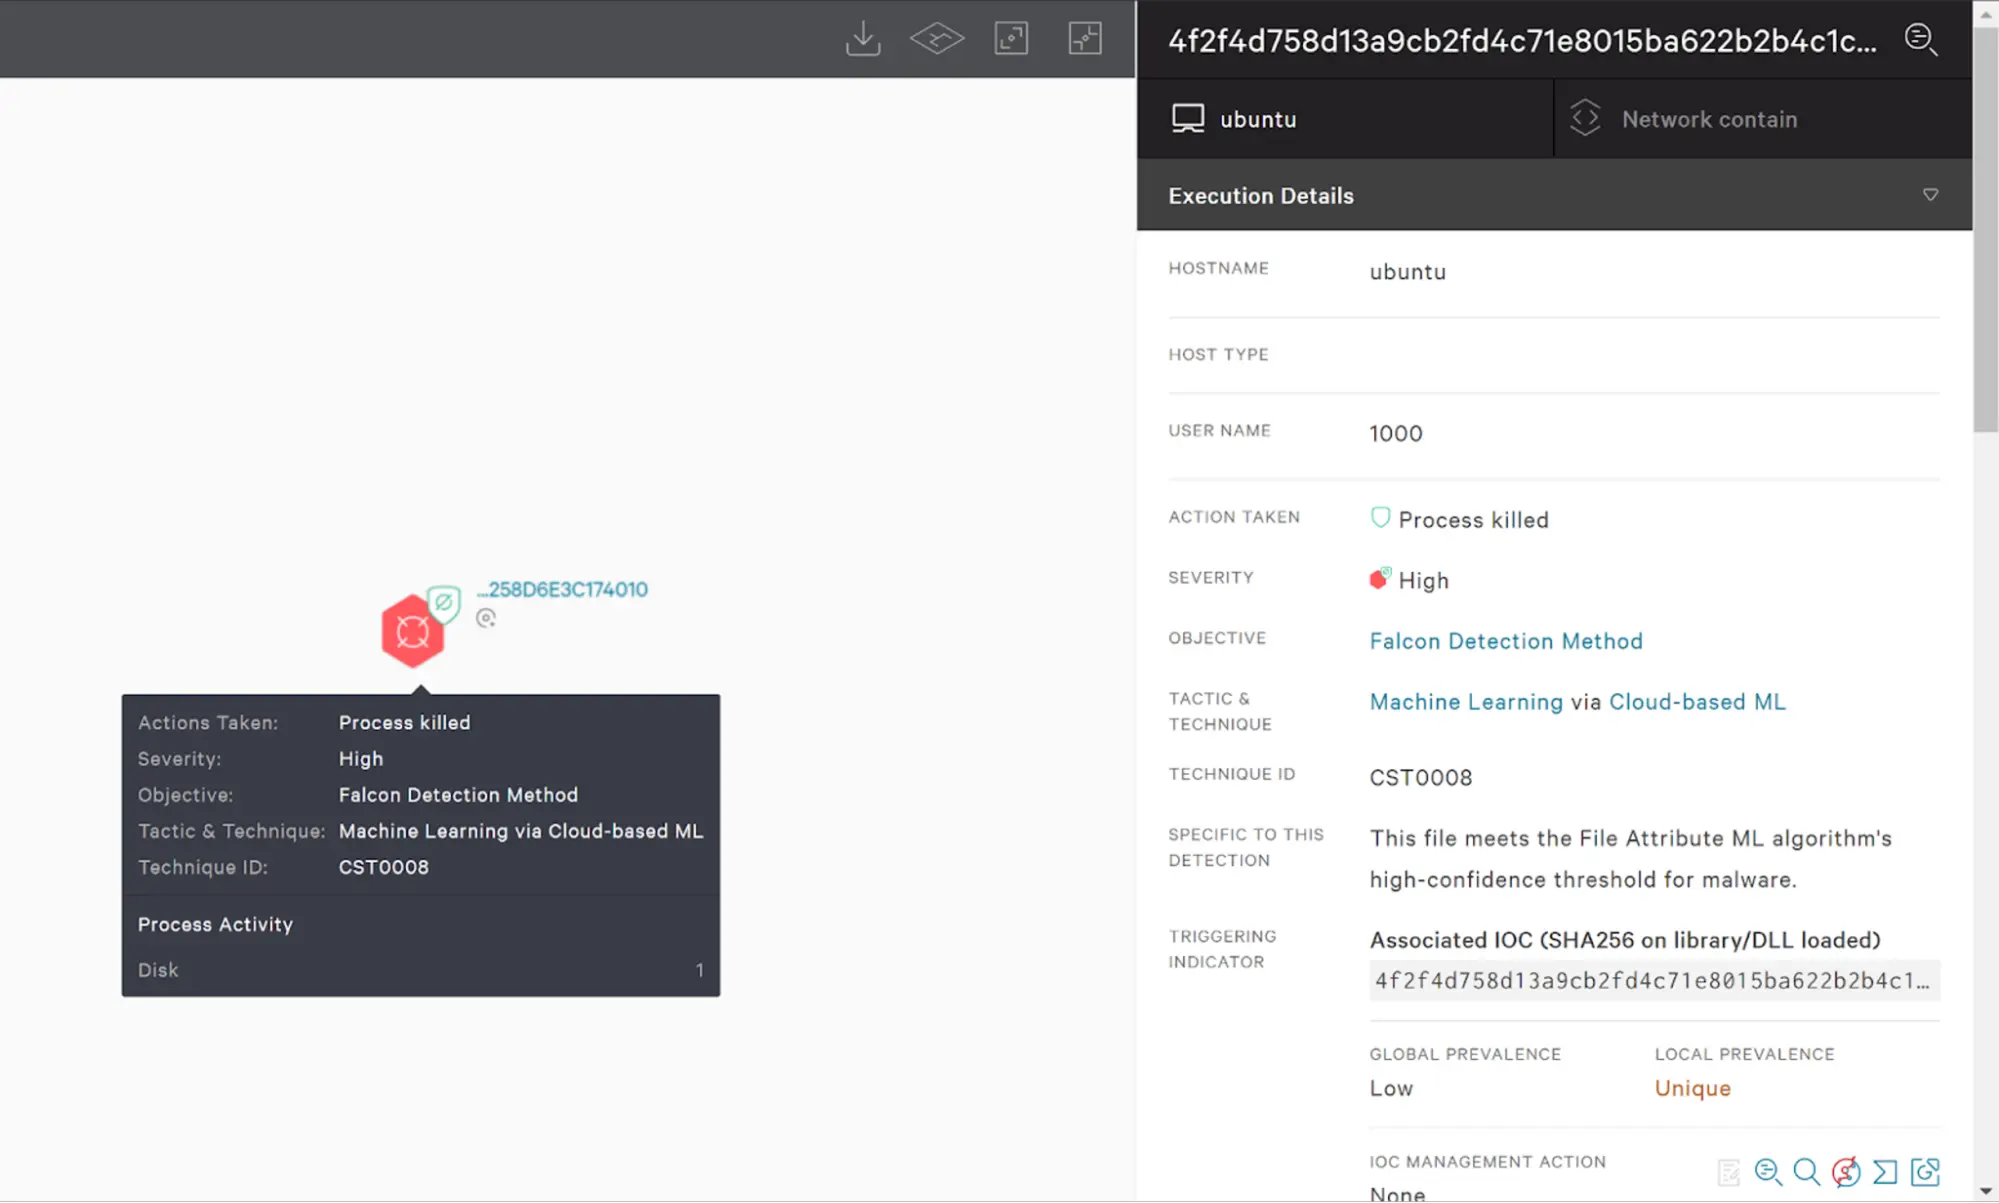 4f2f4d758d13a9cb2fd4c71e8015ba622b2b4c1c...
ubuntu
Network contain
Execution Details
HOSTNAME ubuntu
HOST TYPE
USER NAME 1000
ACTION TAKEN Process killed
SEVERITY High
OBJECTIVE Falcon Detection Method
TACTIC &
TECHNIQUE
Machine Learning via Cloud-based ML
TECHNIQUE ID CST0008
SPECIFIC TO THIS
DETECTION
This file meets the File Attribute ML algorithm's
high-confidence threshold for malware.
TRIGGERING
INDICATOR
Associated IOC (SHA256 on library/DLL loaded)
4f2f4d758d13a9cb2fd4c71e8015ba622b2b4c1...
GLOBAL PREVALENCE LOCAL PREVALENCE
Low Unique
IOC MANAGEMENT ACTION
None
...258D6E3C174010
Actions Taken: Process killed
Severity: High
Objective: Falcon Detection Method
Tactic & Technique: Machine Learning via Cloud-based ML
Technique ID: CST0008
Process Activity
Disk 1